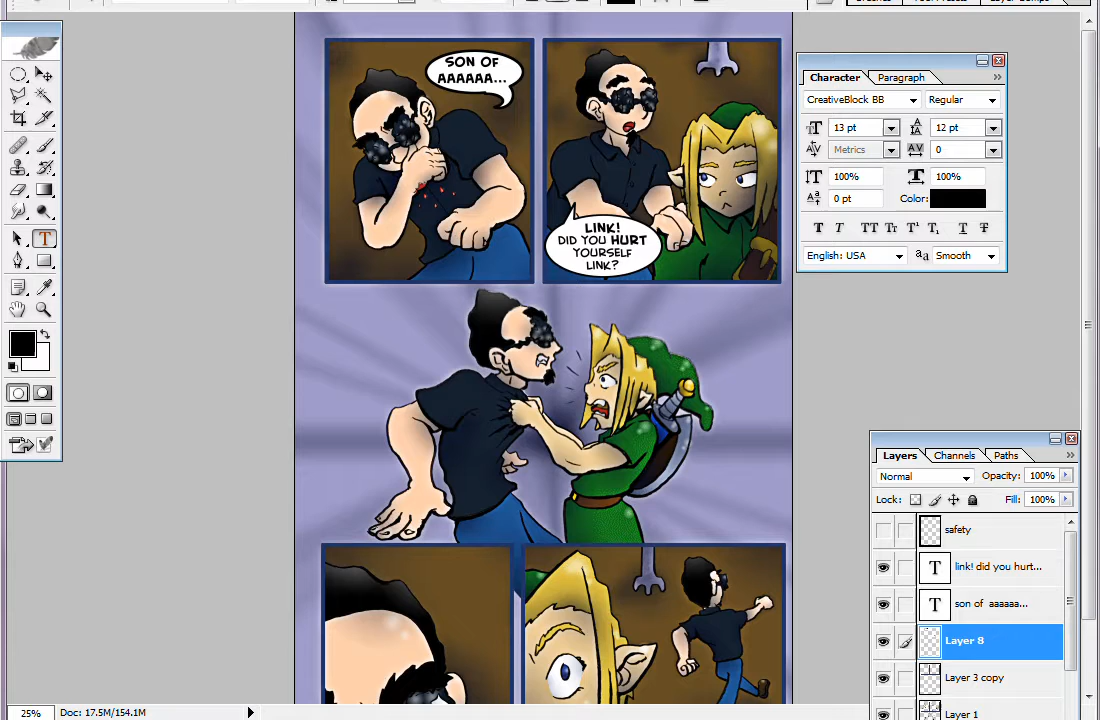 SON OF
AAAAAA...
LINK!
DID YOU HURT
YOURSELF
LINK?
Character
Paragraph
CreativeBlock BB
Regular
13 pt
12 pt
Metrics
0
100%
100%
0 pt
Color:
English: USA
Smooth
Layers
Channels
Paths
Normal
Opacity: 100%
Lock:
Fill: 100%
safety
link! did you hurt...
son of aaaaaa...
Layer 8
Layer 3 copy
Layer 1
25%
Doc: 17.5M/154.1M